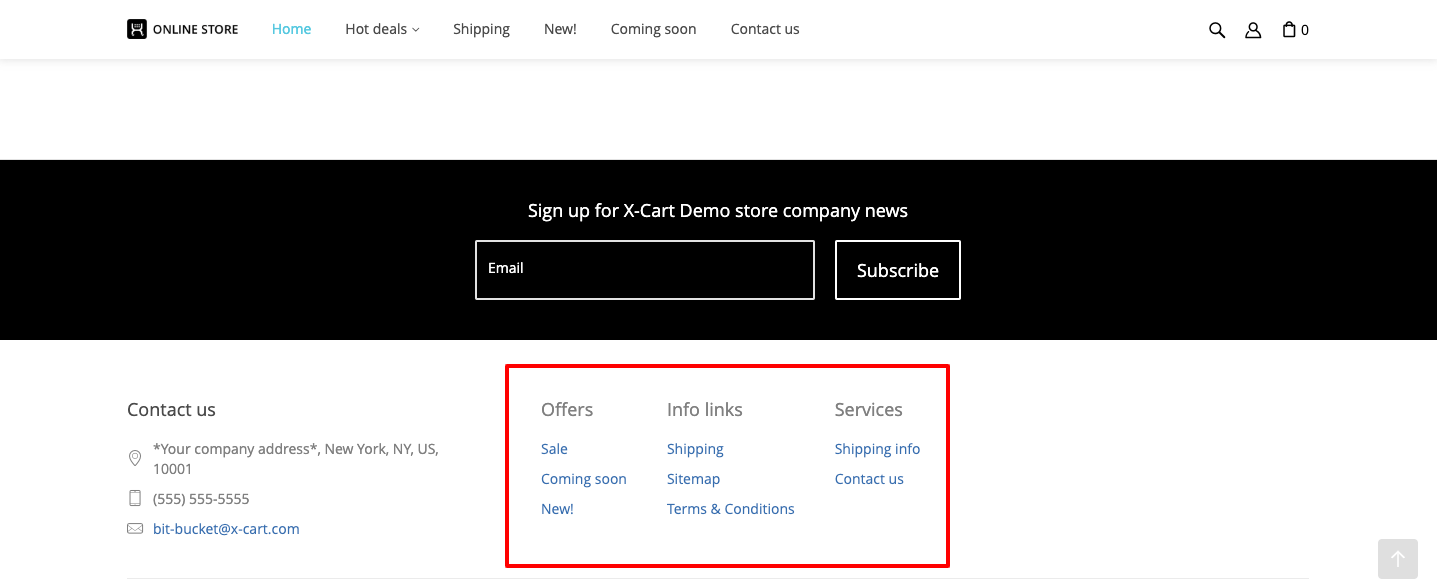 ONLINE STORE Home Hot deals Shipping New! Coming soon Contact us 0
Sign up for X-Cart Demo store company news
Email Subscribe
Contact us
*Your company address*, New York, NY, US,
10001
(555) 555-5555
bit-bucket@x-cart.com
Offers
Sale
Coming soon
New!
Info links
Shipping
Sitemap
Terms & Conditions
Services
Shipping info
Contact us